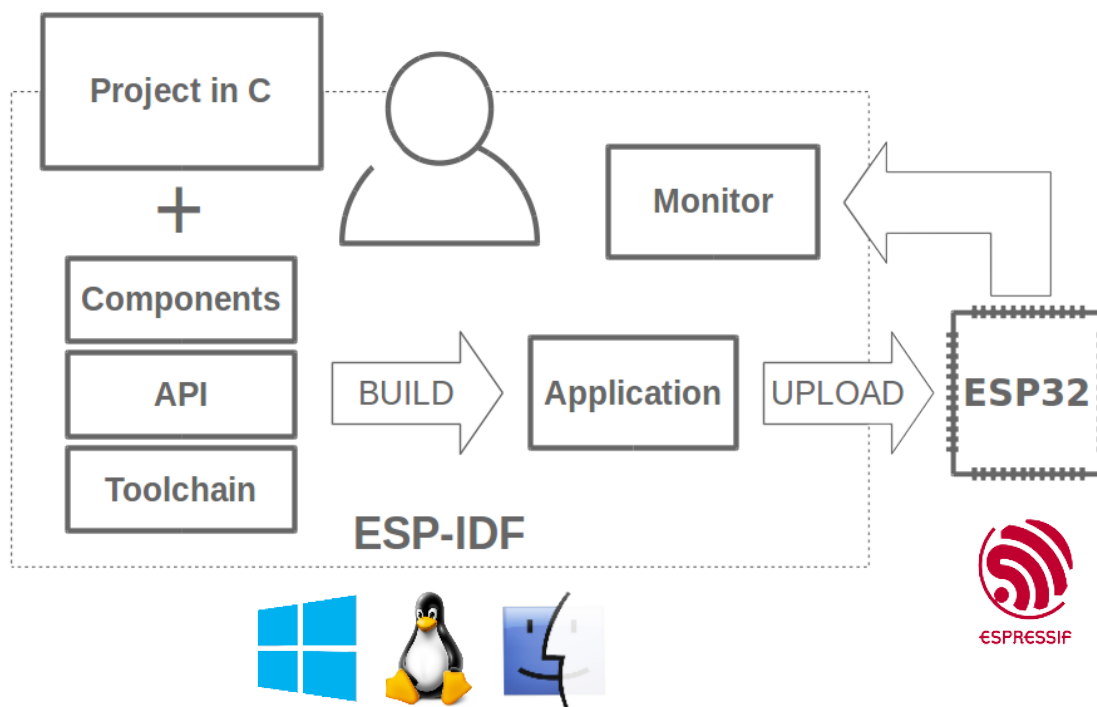 Project in C
+
Components
API
Toolchain
BUILD
Application
UPLOAD
Monitor
ESP32
ESP-IDF
ESPRESSIF